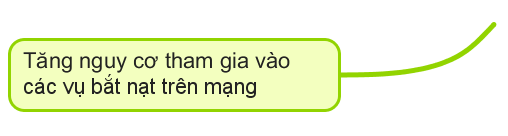 Tăng nguy cơ tham gia vào
các vụ bắt nạt trên mạng